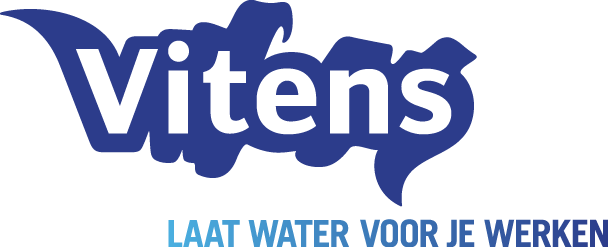 Vitens
LAAT WATER VOOR JE WERKEN